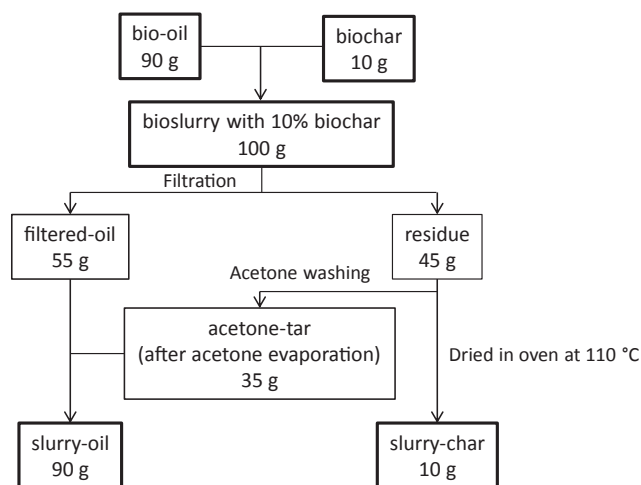 bio-oil
90 g
biochar
10 g
bioslurry with 10% biochar
100 g
Filtration
filtered-oil
55 g
residue
45 g
Acetone washing
acetone-tar
(after acetone evaporation)
35 g
Dried in oven at 110 °C
slurry-oil
90 g
slurry-char
10 g